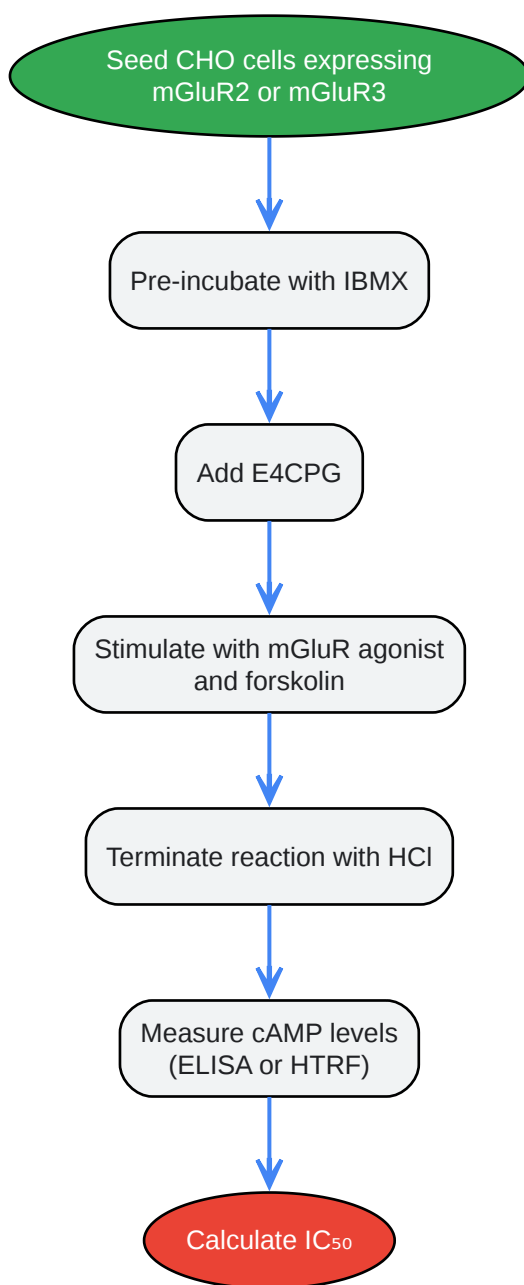 Seed CHO cells expressing
mGluR2 or mGluR3
Pre-incubate with IBMX
Add E4CPG
Stimulate with mGluR agonist
and forskolin
Terminate reaction with HCl
Measure cAMP levels
(ELISA or HTRF)
Calculate IC₅₀